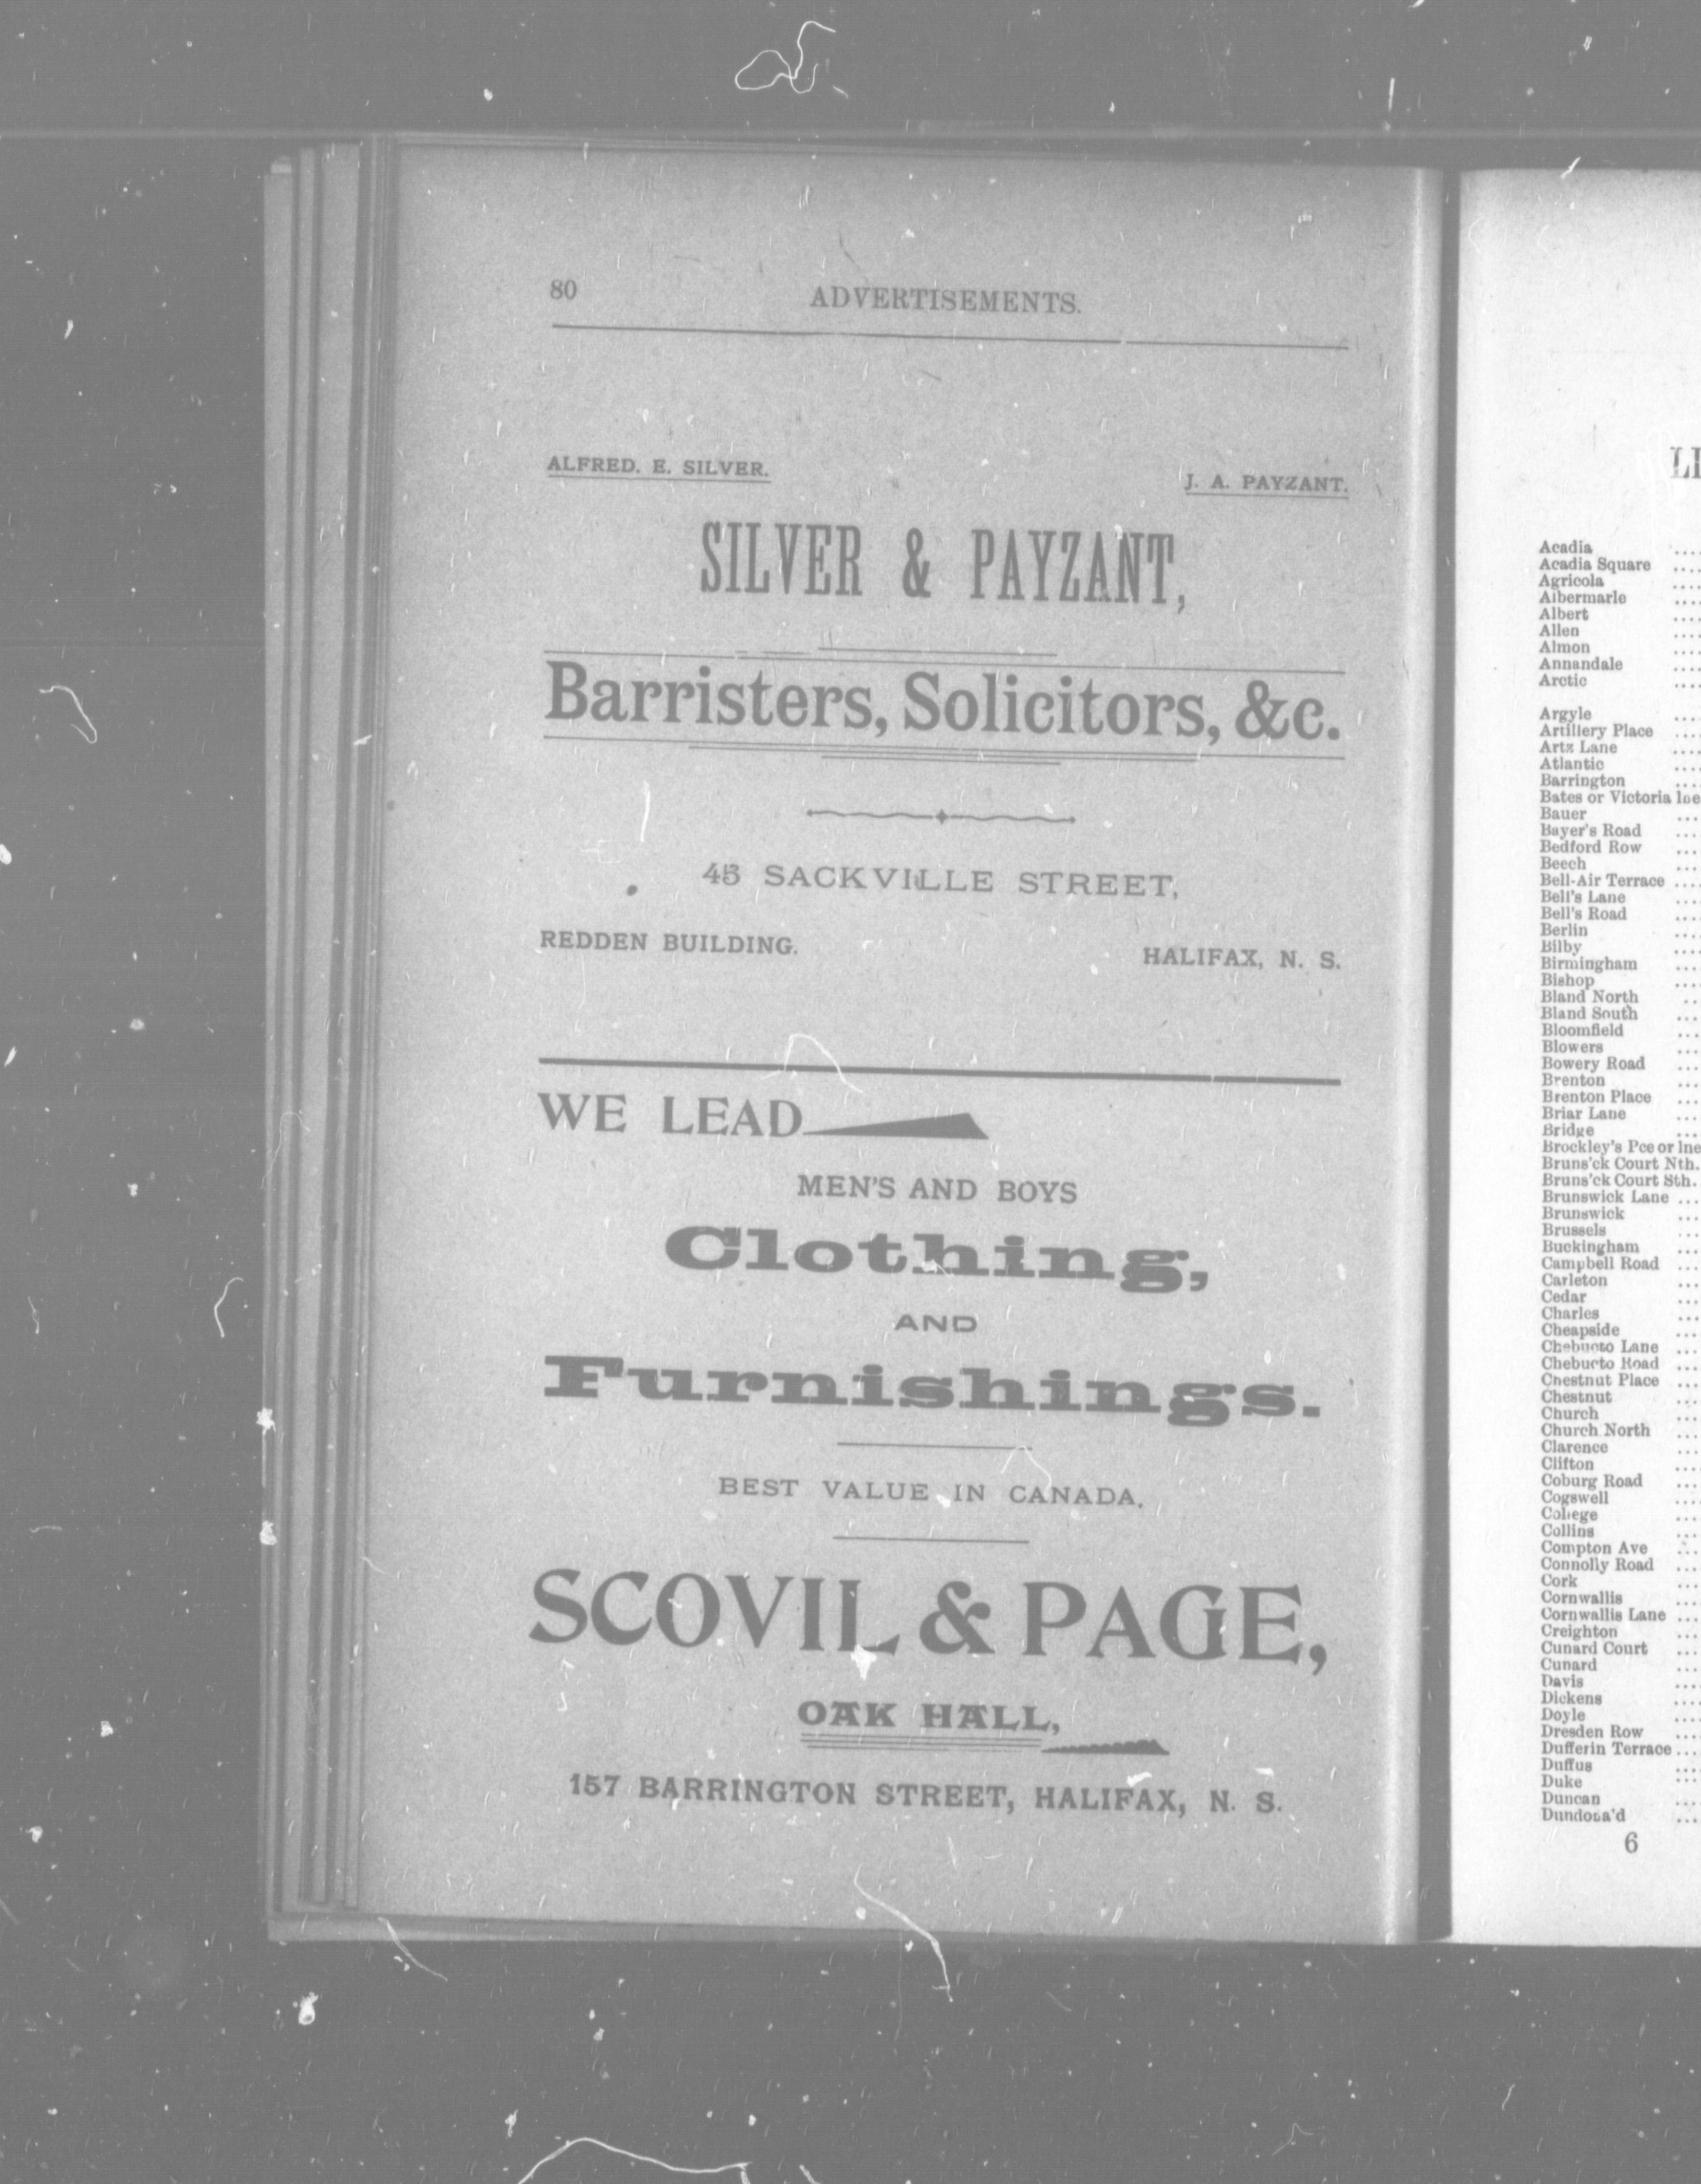 80 ADVERTISEMENTS.
ALFRED. E. SILVER. J. A. PAYZANT.
SILVER & PAYZANT,
Barristers, Solicitors, &c.
45 SACKVILLE STREET,
REDDEN BUILDING. HALIFAX, N. S.
WE LEAD
MEN'S AND BOYS
Clothing,
AND
Furnishings.
BEST VALUE IN CANADA.
SCOVIL & PAGE,
OAK HALL,
157 BARRINGTON STREET, HALIFAX, N. S.
LI
Acadia ....
Acadia Square ....
Agricola ....
Albermarle ....
Albert ....
Allen ....
Almon ....
Annandale ....
Arctic ....
Argyle ....
Artillery Place ....
Artz Lane ....
Atlantic ....
Barrington ....
Bates or Victoria lne
Bauer ...
Bayer's Road ...
Bedford Row ...
Beech ...
Bell-Air Terrace ....
Bell's Lane ...
Bell's Road ...
Berlin ...
Bilby ....
Birmingham ...
Bishop ....
Bland North ..
Bland South ...
Bloomfield ...
Blowers ...
Bowery Road ...
Brenton ...
Brenton Place ...
Briar Lane ...
Bridge ...
Brockley's Pce or lne
Bruns'ck Court Nth.
Bruns'ck Court Sth.
Brunswick Lane ...
Brunswick ...
Brussels ...
Buckingham ...
Campbell Road ...
Carleton ...
Cedar ...
Charles ...
Cheapside ...
Chebucto Lane ...
Chebucto Road ...
Chestnut Place ...
Chestnut ...
Church ...
Church North ...
Clarence ...
Clifton ....
Coburg Road ...
Cogswell ....
College ....
Collins ....
Compton Ave ...
Connolly Road ...
Cork ...
Cornwallis ...
Cornwallis Lane ...
Creighton ...
Cunard Court ...
Cunard ...
Davis ....
Dickens ....
Doyle ....
Dresden Row ....
Dufferin Terrace ...
Duffus ....
Duke ...
Duncan ....
Dundona'd ...
6